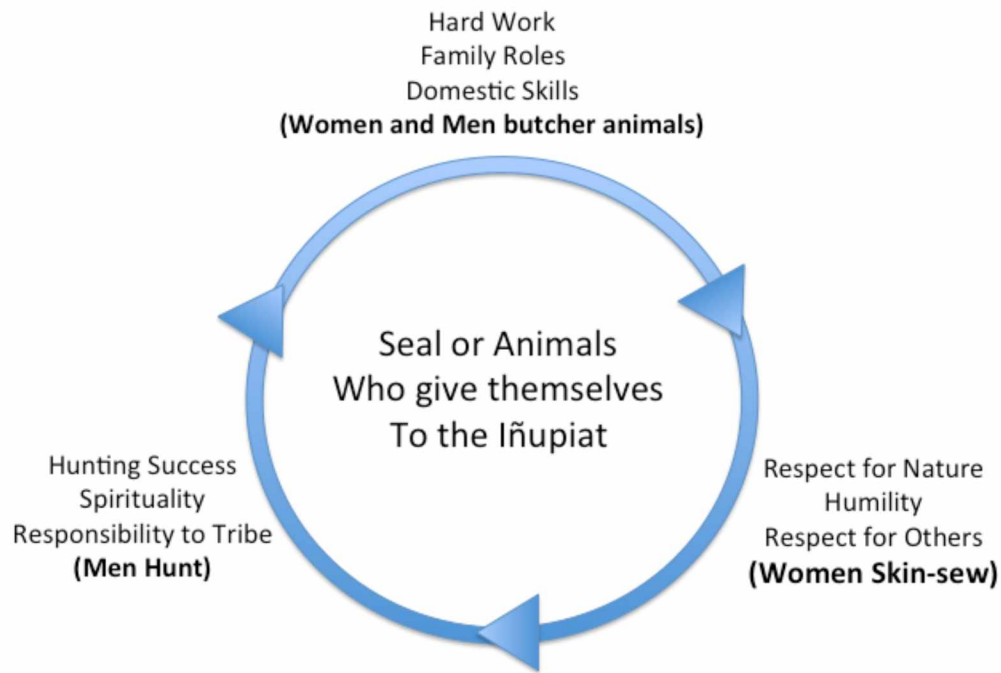 Hard Work
Family Roles
Domestic Skills
(Women and Men butcher animals)
Seal or Animals
Who give themselves
To the Iñupiat
Hunting Success
Spirituality
Responsibility to Tribe
(Men Hunt)
Respect for Nature
Humility
Respect for Others
(Women Skin-sew)